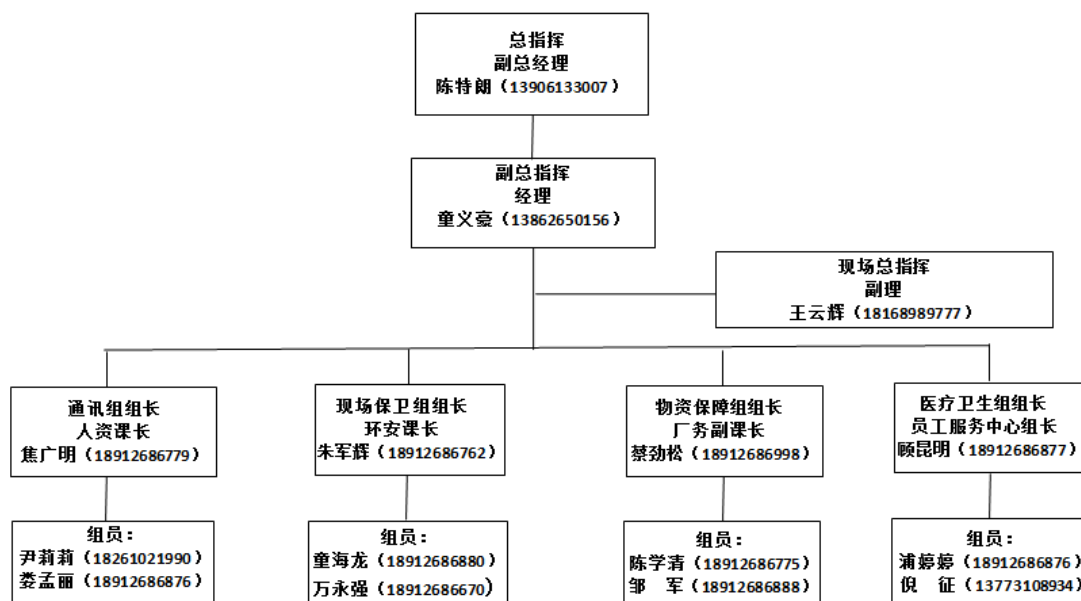 总指挥
副总经理
陈特朗（13906133007）
副总指挥
经理
童义豪（13862650156）
现场总指挥
副理
王云辉（18168989777）
通讯组组长
人资课长
焦广明（18912686779）
现场保卫组组长
环安课长
朱军辉（18912686762）
物资保障组组长
厂务副课长
蔡劲松（18912686998）
医疗卫生组组长
员工服务中心组长
顾昆明（18912686877）
组员：
尹莉莉（18261021990）
娄孟丽（18912686876）
组员：
童海龙（18912686880）
万永强（18912686670）
组员：
陈学清（18912686775）
邹　军（18912686888）
组员：
浦婷婷（18912686876）
倪　征（13773108934）